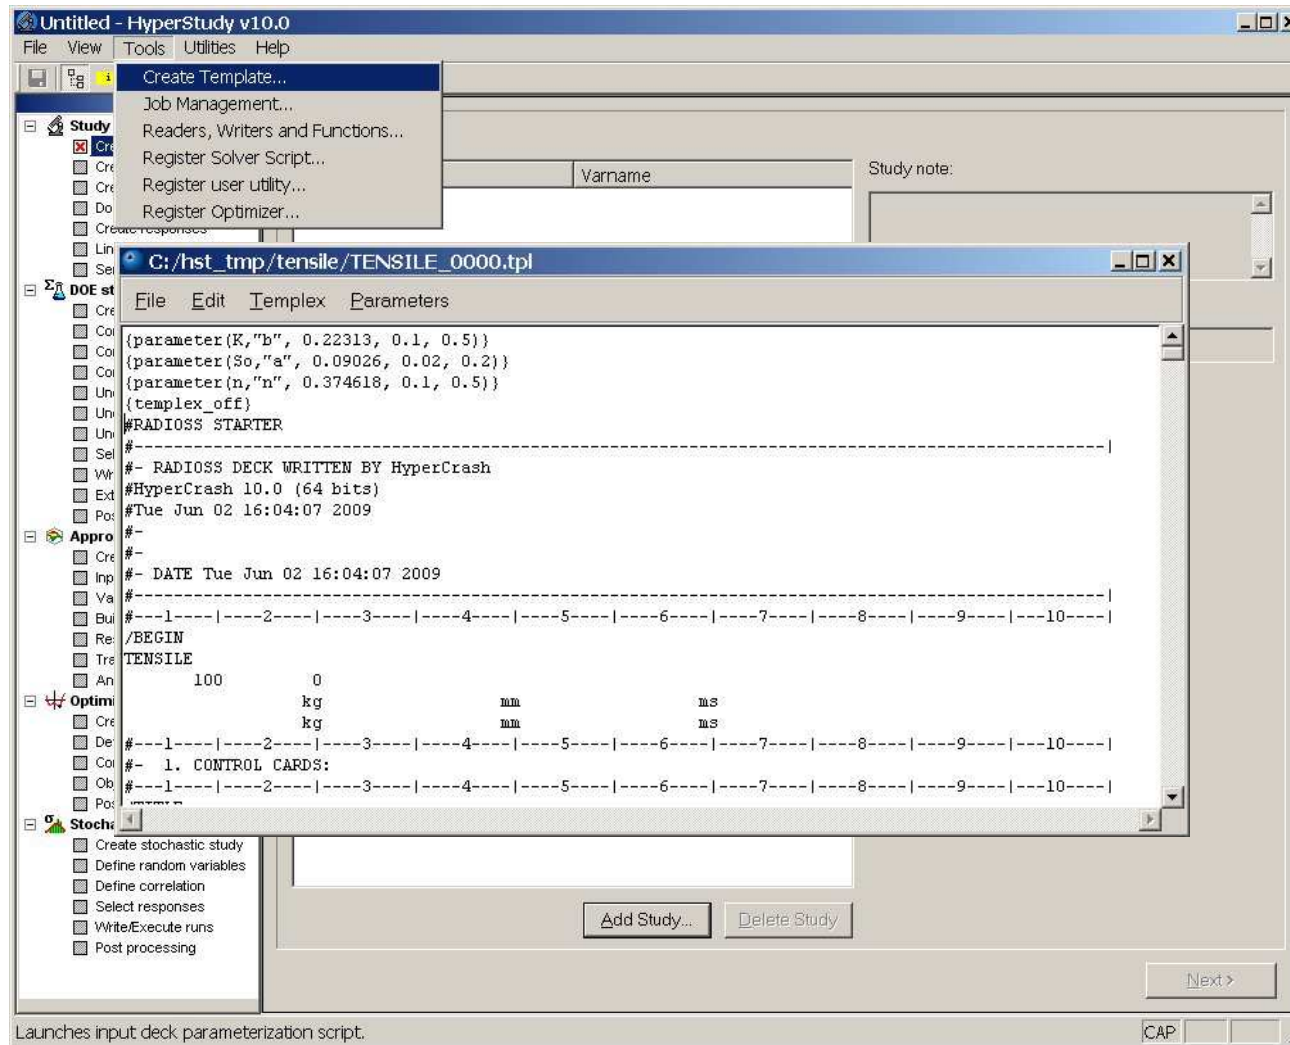 Untitled - HyperStudy v10.0
File View Tools Utilities Help
Create Template...
Job Management...
Readers, Writers and Functions...
Register Solver Script...
Register user utility...
Register Optimizer...
Study
Varname
Study note:
C:/hst_tmp/tensile/TENSILE_0000.tpl
File Edit Templex Parameters
{parameter(K,"b", 0.22313, 0.1, 0.5)}
{parameter(So,"a", 0.09026, 0.02, 0.2)}
{parameter(n,"n", 0.374618, 0.1, 0.5)}
{templex_off}
#RADIOSS STARTER
#--------------------------------------------------------------------------------------------------|
#- RADIOSS DECK WRITTEN BY HyperCrash
#HyperCrash 10.0 (64 bits)
#Tue Jun 02 16:04:07 2009
#-
#-
#- DATE Tue Jun 02 16:04:07 2009
#--------------------------------------------------------------------------------------------------|
#---1----|----2----|----3----|----4----|----5----|----6----|----7----|----8----|----9----|---10----|
/BEGIN
TENSILE
100 0
kg mm ms
kg mm ms
#---1----|----2----|----3----|----4----|----5----|----6----|----7----|----8----|----9----|---10----|
#- 1. CONTROL CARDS:
#---1----|----2----|----3----|----4----|----5----|----6----|----7----|----8----|----9----|---10----|
DOE st
Appro
Optimi
Stocha
Create stochastic study
Define random variables
Define correlation
Select responses
Write/Execute runs
Post processing
Add Study... Delete Study
Next >
Launches input deck parameterization script.
CAP